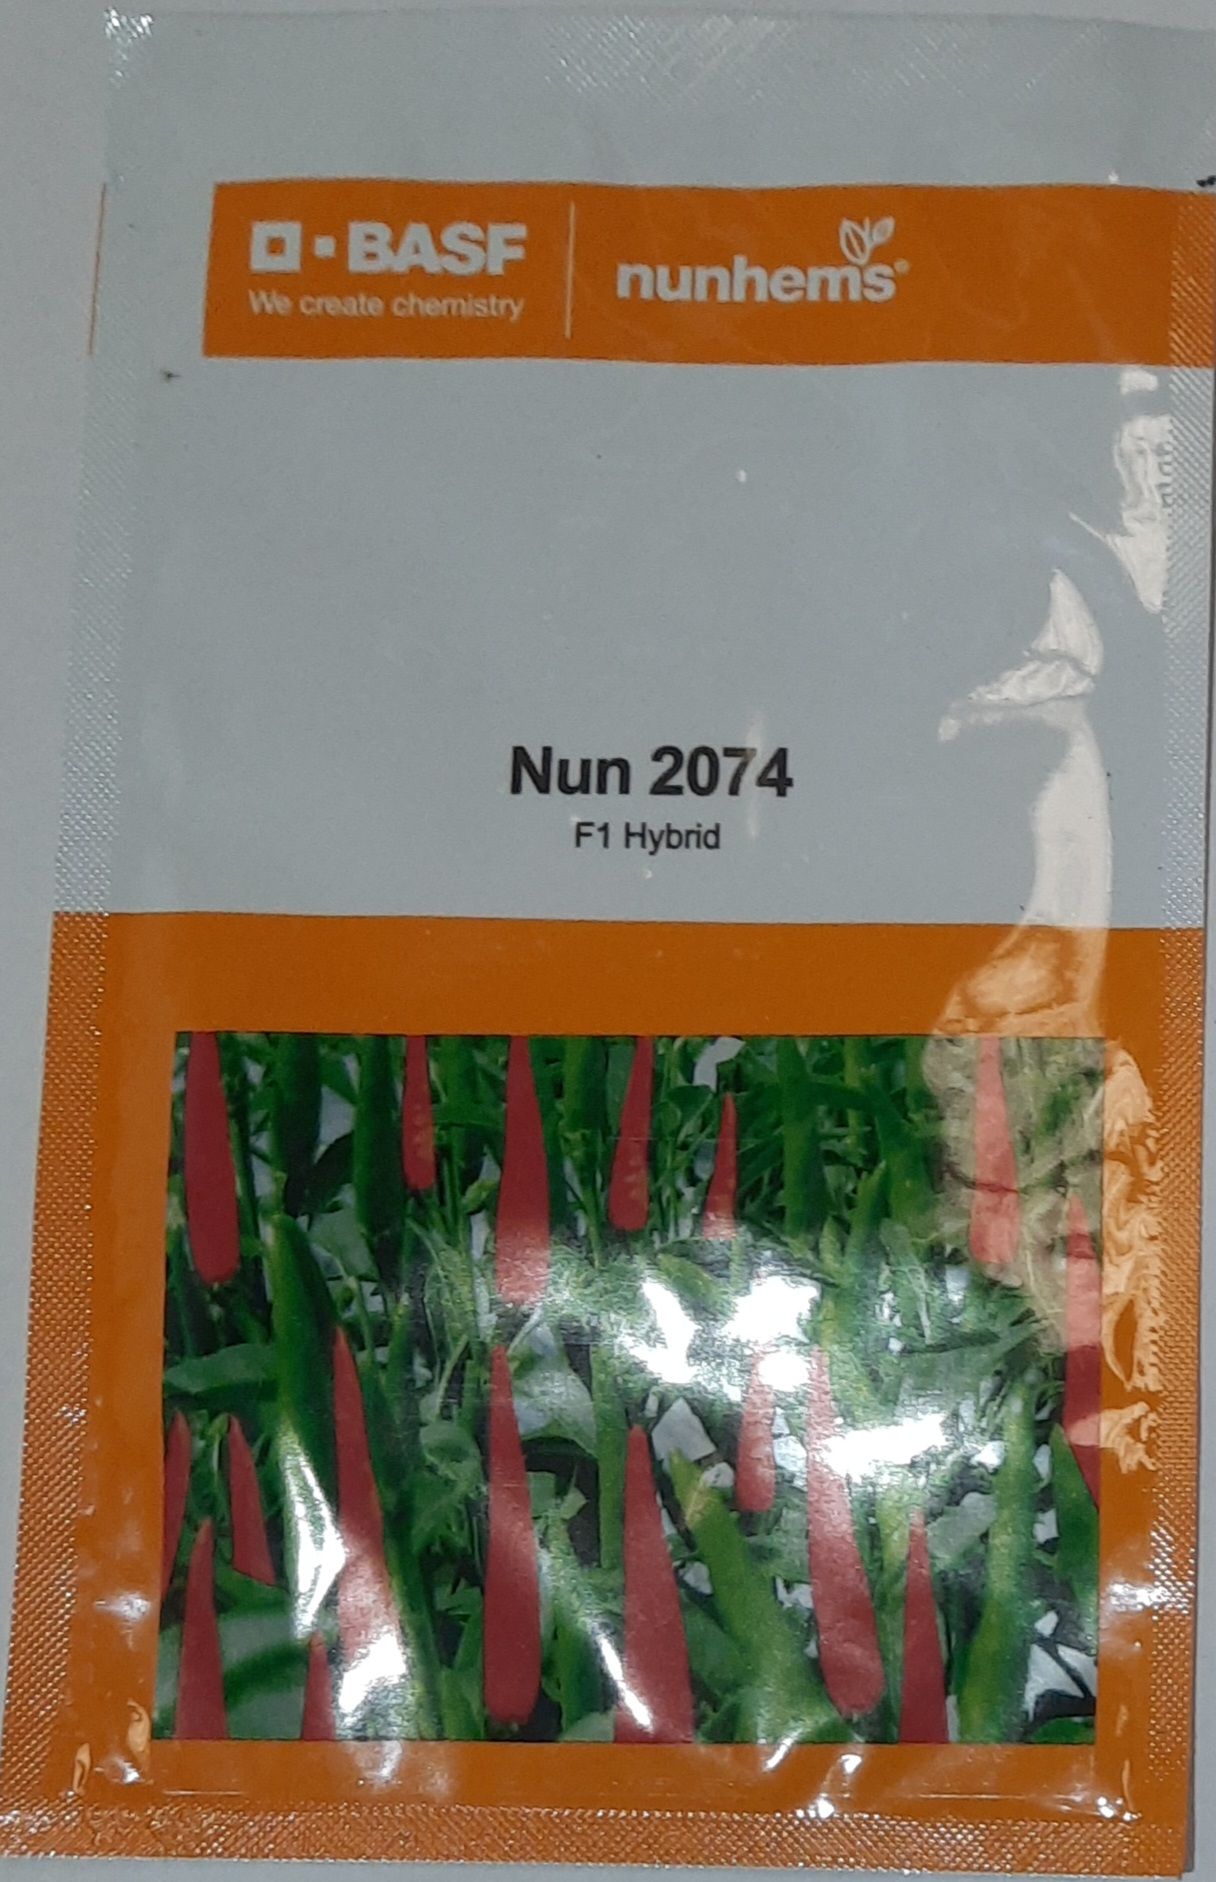 BASF
We create chemistry
nunhems®
Nun 2074
F1 Hybrid